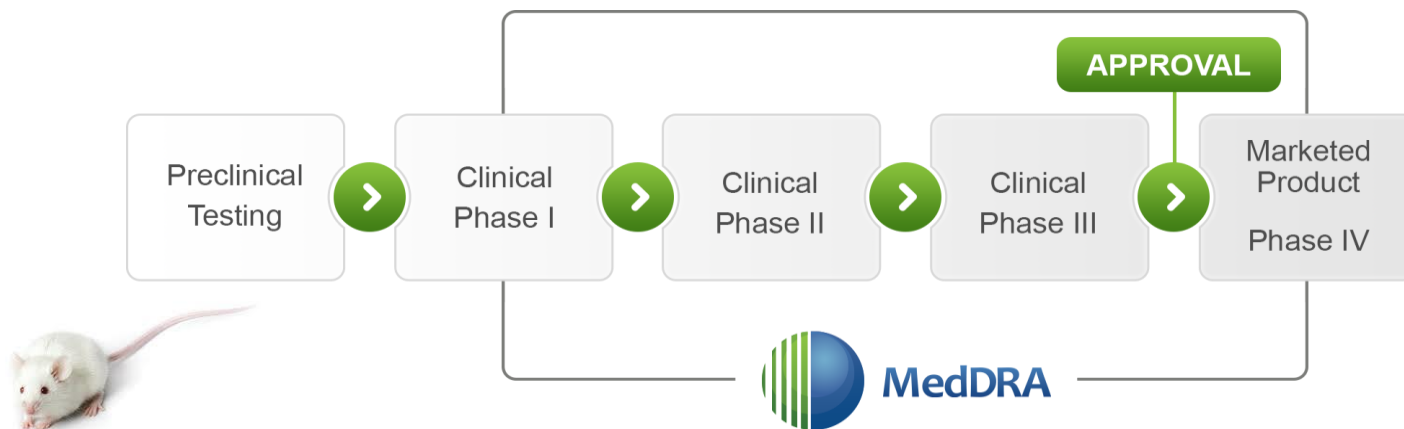 APPROVAL
Preclinical
Testing
Clinical
Phase I
Clinical
Phase II
Clinical
Phase III
Marketed
Product
Phase IV
MedDRA